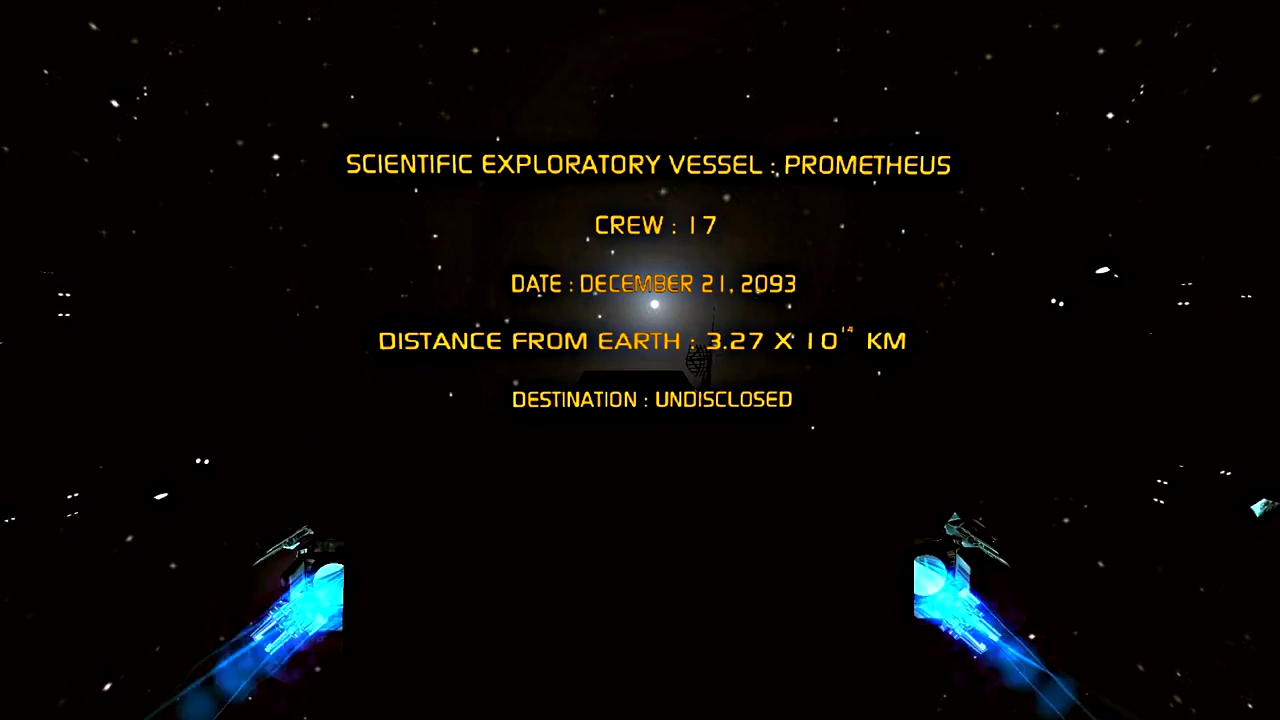 SCIENTIFIC EXPLORATORY VESSEL : PROMETHEUS
CREW : 17
DATE : DECEMBER 21, 2093
DISTANCE FROM EARTH : 3.27 X 10¹⁴ KM
DESTINATION : UNDISCLOSED